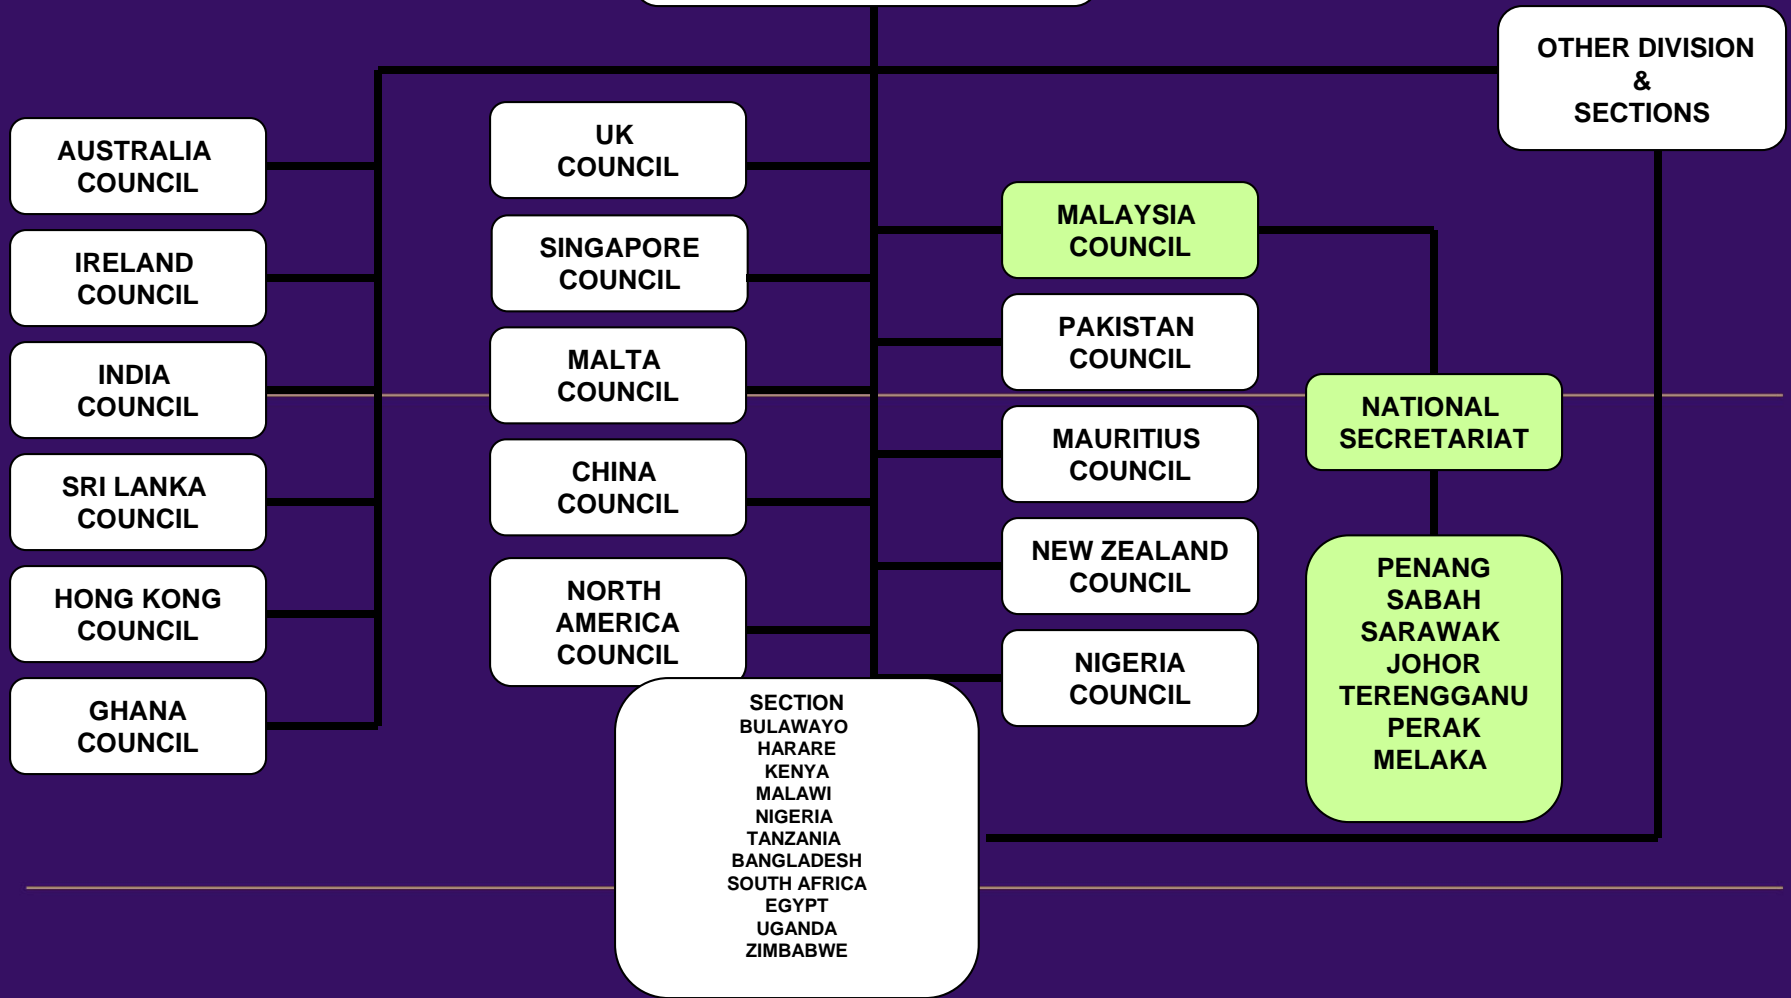 OTHER DIVISION
&
SECTIONS
AUSTRALIA
COUNCIL
IRELAND
COUNCIL
INDIA
COUNCIL
SRI LANKA
COUNCIL
HONG KONG
COUNCIL
GHANA
COUNCIL
UK
COUNCIL
SINGAPORE
COUNCIL
MALTA
COUNCIL
CHINA
COUNCIL
NORTH
AMERICA
COUNCIL
MALAYSIA
COUNCIL
PAKISTAN
COUNCIL
MAURITIUS
COUNCIL
NEW ZEALAND
COUNCIL
NIGERIA
COUNCIL
NATIONAL
SECRETARIAT
PENANG
SABAH
SARAWAK
JOHOR
TERENGGANU
PERAK
MELAKA
SECTION
BULAWAYO
HARARE
KENYA
MALAWI
NIGERIA
TANZANIA
BANGLADESH
SOUTH AFRICA
EGYPT
UGANDA
ZIMBABWE